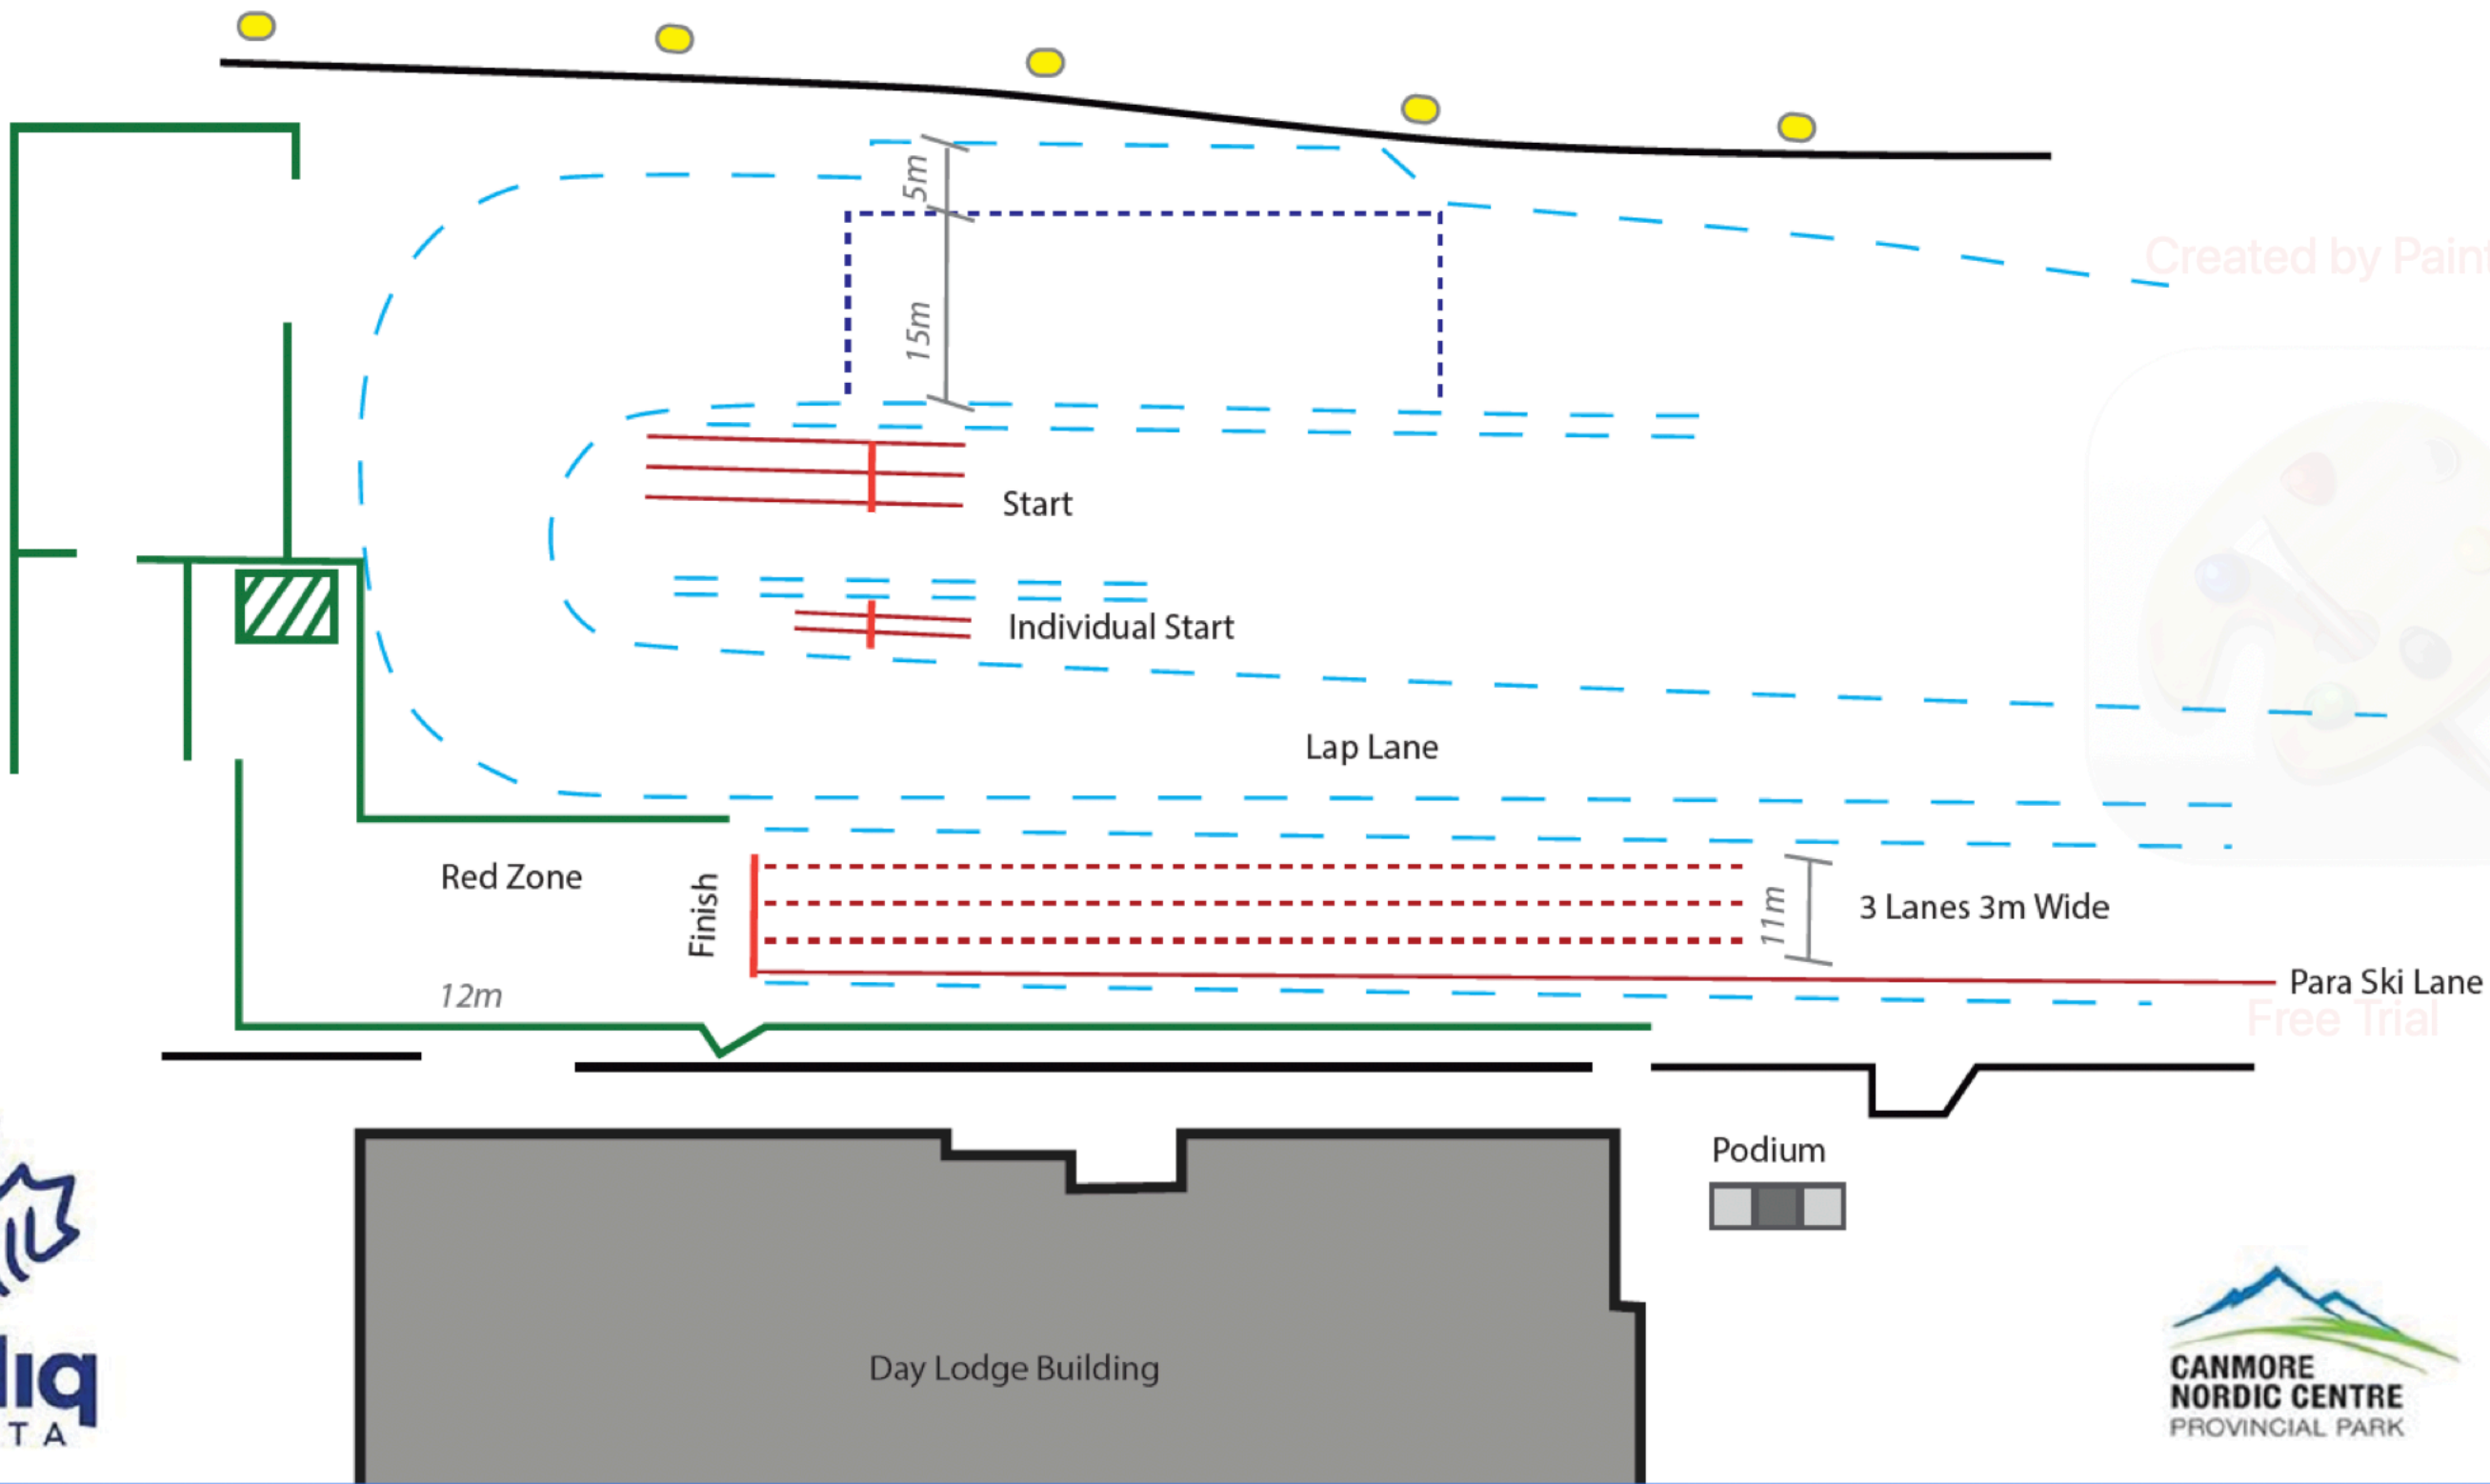 5m
Created by Paint
15m
Start
Individual Start
Lap Lane
Red Zone
Finish
11m
3 Lanes 3m Wide
12m
Para Ski Lane
Free Trial
Podium
Day Lodge Building
CANMORE
NORDIC CENTRE
PROVINCIAL PARK
liq
TA